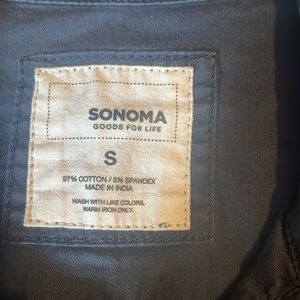 SONOMA
GOODS FOR LIFE
S
97% COTTON / 3% SPANDEX
MADE IN INDIA
WASH WITH LIKE COLORS.
WARM IRON ONLY.